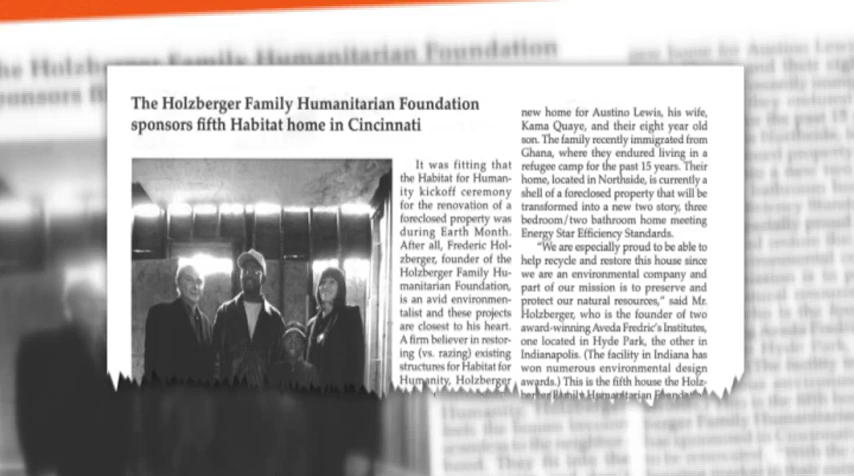 The Holzberger Family Humanitarian Foundation
sponsors fifth Habitat home in Cincinnati
It was fitting that
the Habitat for Human-
ity kickoff ceremony
for the renovation of a
foreclosed property was
during Earth Month.
After all, Frederic Hol-
zberger, founder of the
Holzberger Family Hu-
manitarian Foundation,
is an avid environmen-
talist and these projects
are closest to his heart.
A firm believer in restor-
ing (vs. razing) existing
structures for Habitat for
Humanity, Holzberger
new home for Austino Lewis, his wife,
Kama Quaye, and their eight year old
son. The family recently immigrated from
Ghana, where they endured living in a
refugee camp for the past 15 years. Their
home, located in Northside, is currently a
shell of a foreclosed property that will be
transformed into a new two story, three
bedroom/two bathroom home meeting
Energy Star Efficiency Standards.
"We are especially proud to be able to
help recycle and restore this house since
we are an environmental company and
part of our mission is to preserve and
protect our natural resources," said Mr.
Holzberger, who is the founder of two
award-winning Aveda Fredric's Institutes,
one located in Hyde Park, the other in
Indianapolis. (The facility in Indiana has
won numerous environmental design
awards.) This is the fifth house the Holz-
berger Family Humanitarian Foundation